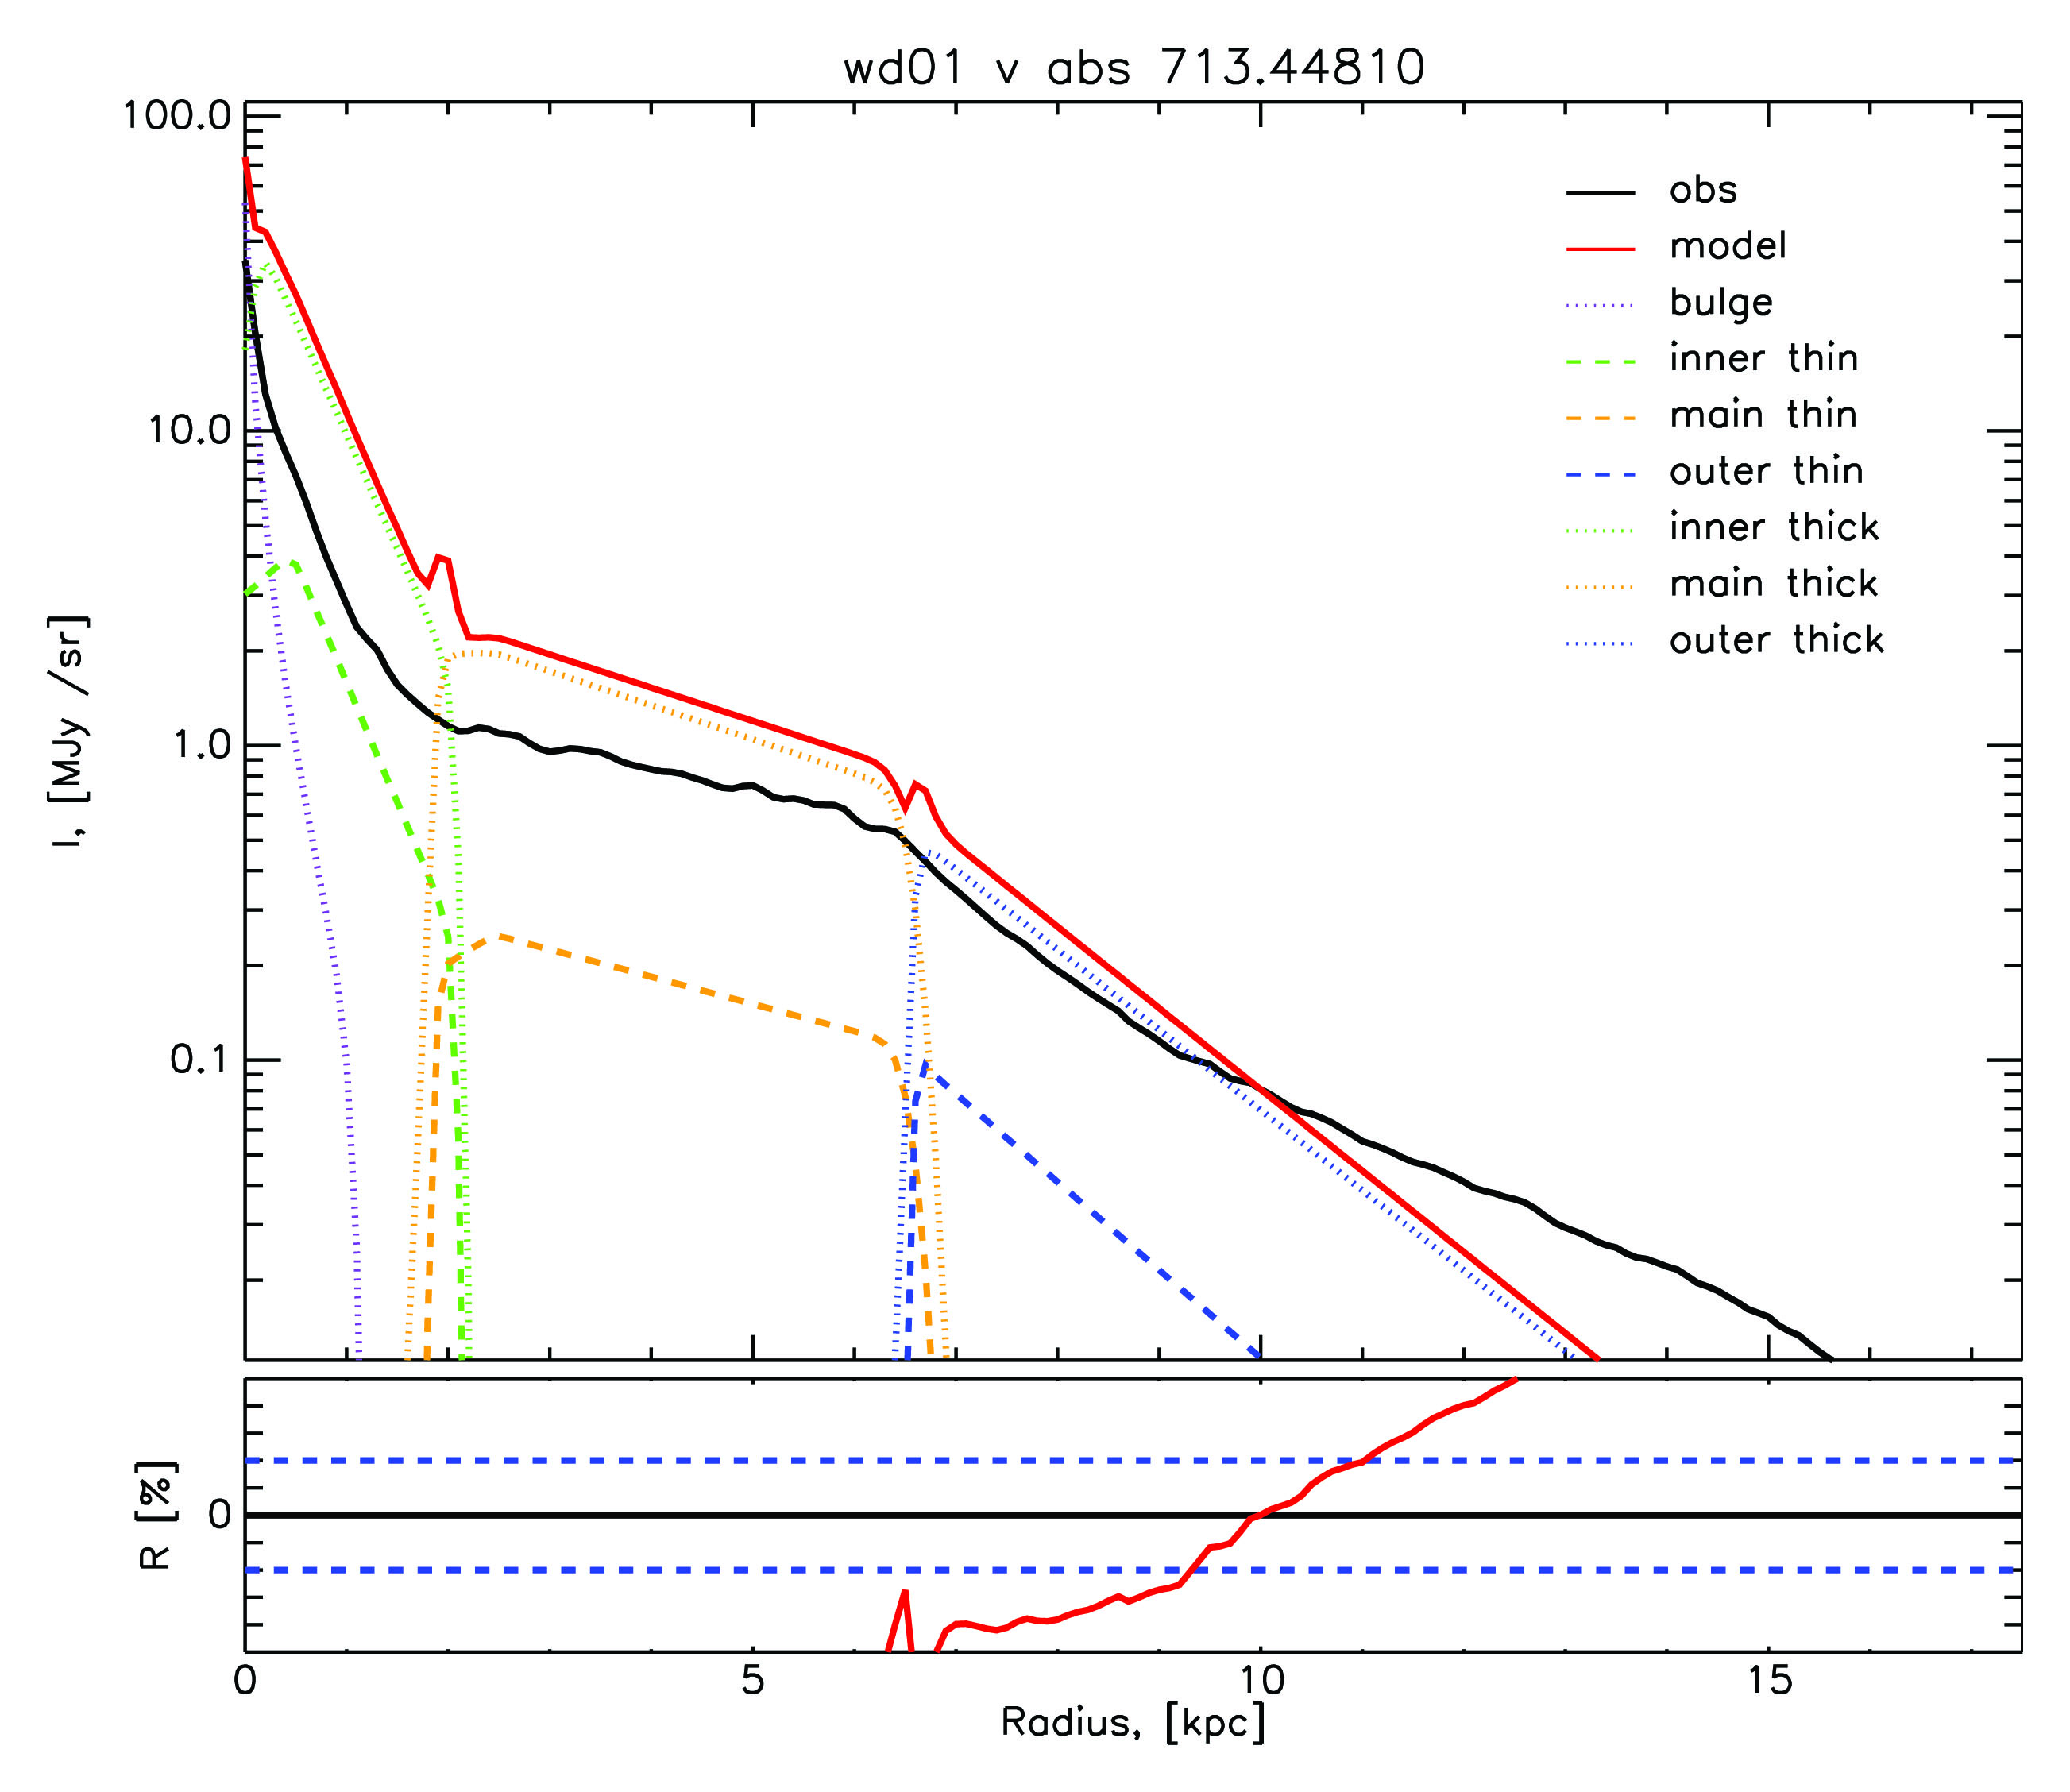 wd01 v abs 713.44810
100.0
10.0
1.0
0.1
I, [MJy /sr]
obs
model
bulge
inner thin
main thin
outer thin
inner thick
main thick
outer thick
R [%]
0
0 5 10 15
Radius, [kpc]